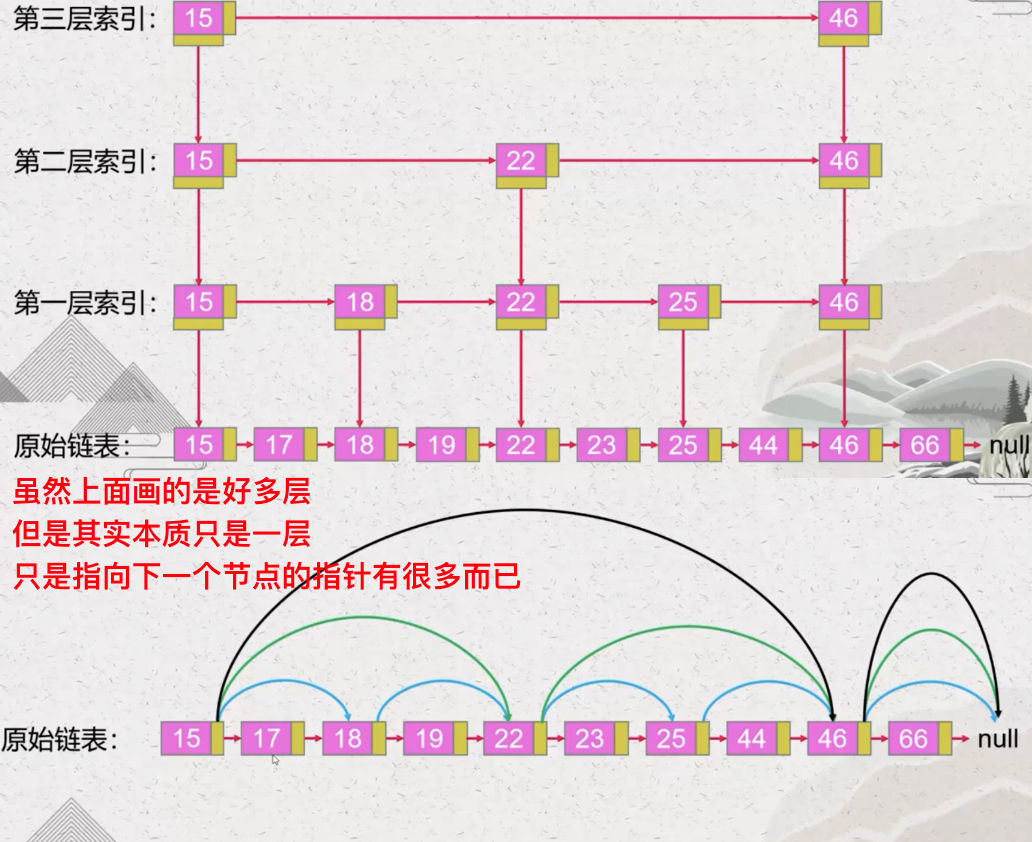 第三层索引： 15 46
第二层索引： 15 22 46
第一层索引： 15 18 22 25 46
原始链表： 15 17 18 19 22 23 25 44 46 66 null
虽然上面画的是好多层
但是其实本质只是一层
只是指向下一个节点的指针有很多而已
原始链表： 15 17 18 19 22 23 25 44 46 66 null